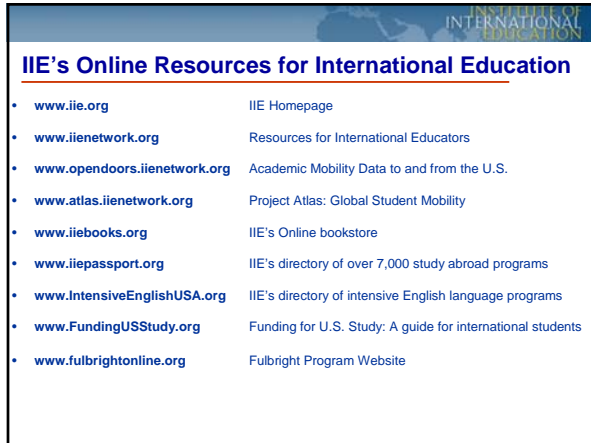 INSTITUTE OF
INTERNATIONAL
EDUCATION
IIE's Online Resources for International Education
• www.iie.org IIE Homepage
• www.iienetwork.org Resources for International Educators
• www.opendoors.iienetwork.org Academic Mobility Data to and from the U.S.
• www.atlas.iienetwork.org Project Atlas: Global Student Mobility
• www.iiebooks.org IIE's Online bookstore
• www.iiepassport.org IIE's directory of over 7,000 study abroad programs
• www.IntensiveEnglishUSA.org IIE's directory of intensive English language programs
• www.FundingUSStudy.org Funding for U.S. Study: A guide for international students
• www.fulbrightonline.org Fulbright Program Website